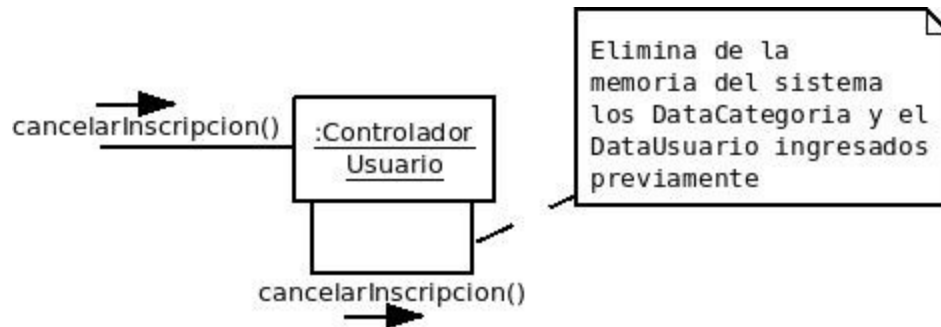 Elimina de la
memoria del sistema
los DataCategoria y el
DataUsuario ingresados
previamente
cancelarInscripcion()
:Controlador
Usuario
cancelarInscripcion()